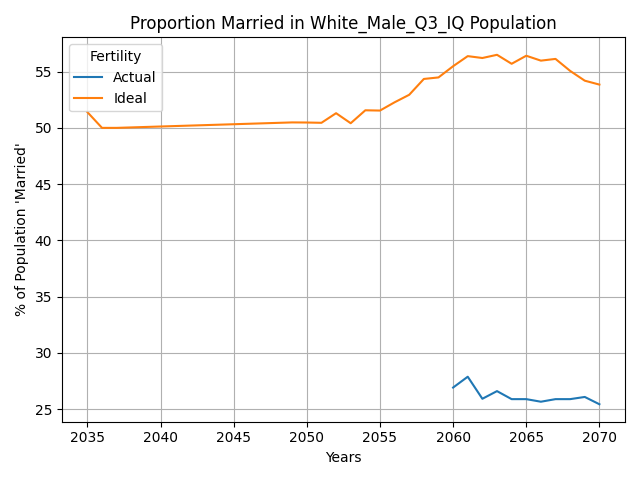 Proportion Married in White_Male_Q3_IQ Population
Fertility
Actual
Ideal
% of Population 'Married'
55
50
45
40
35
30
25
2035 2040 2045 2050 2055 2060 2065 2070
Years